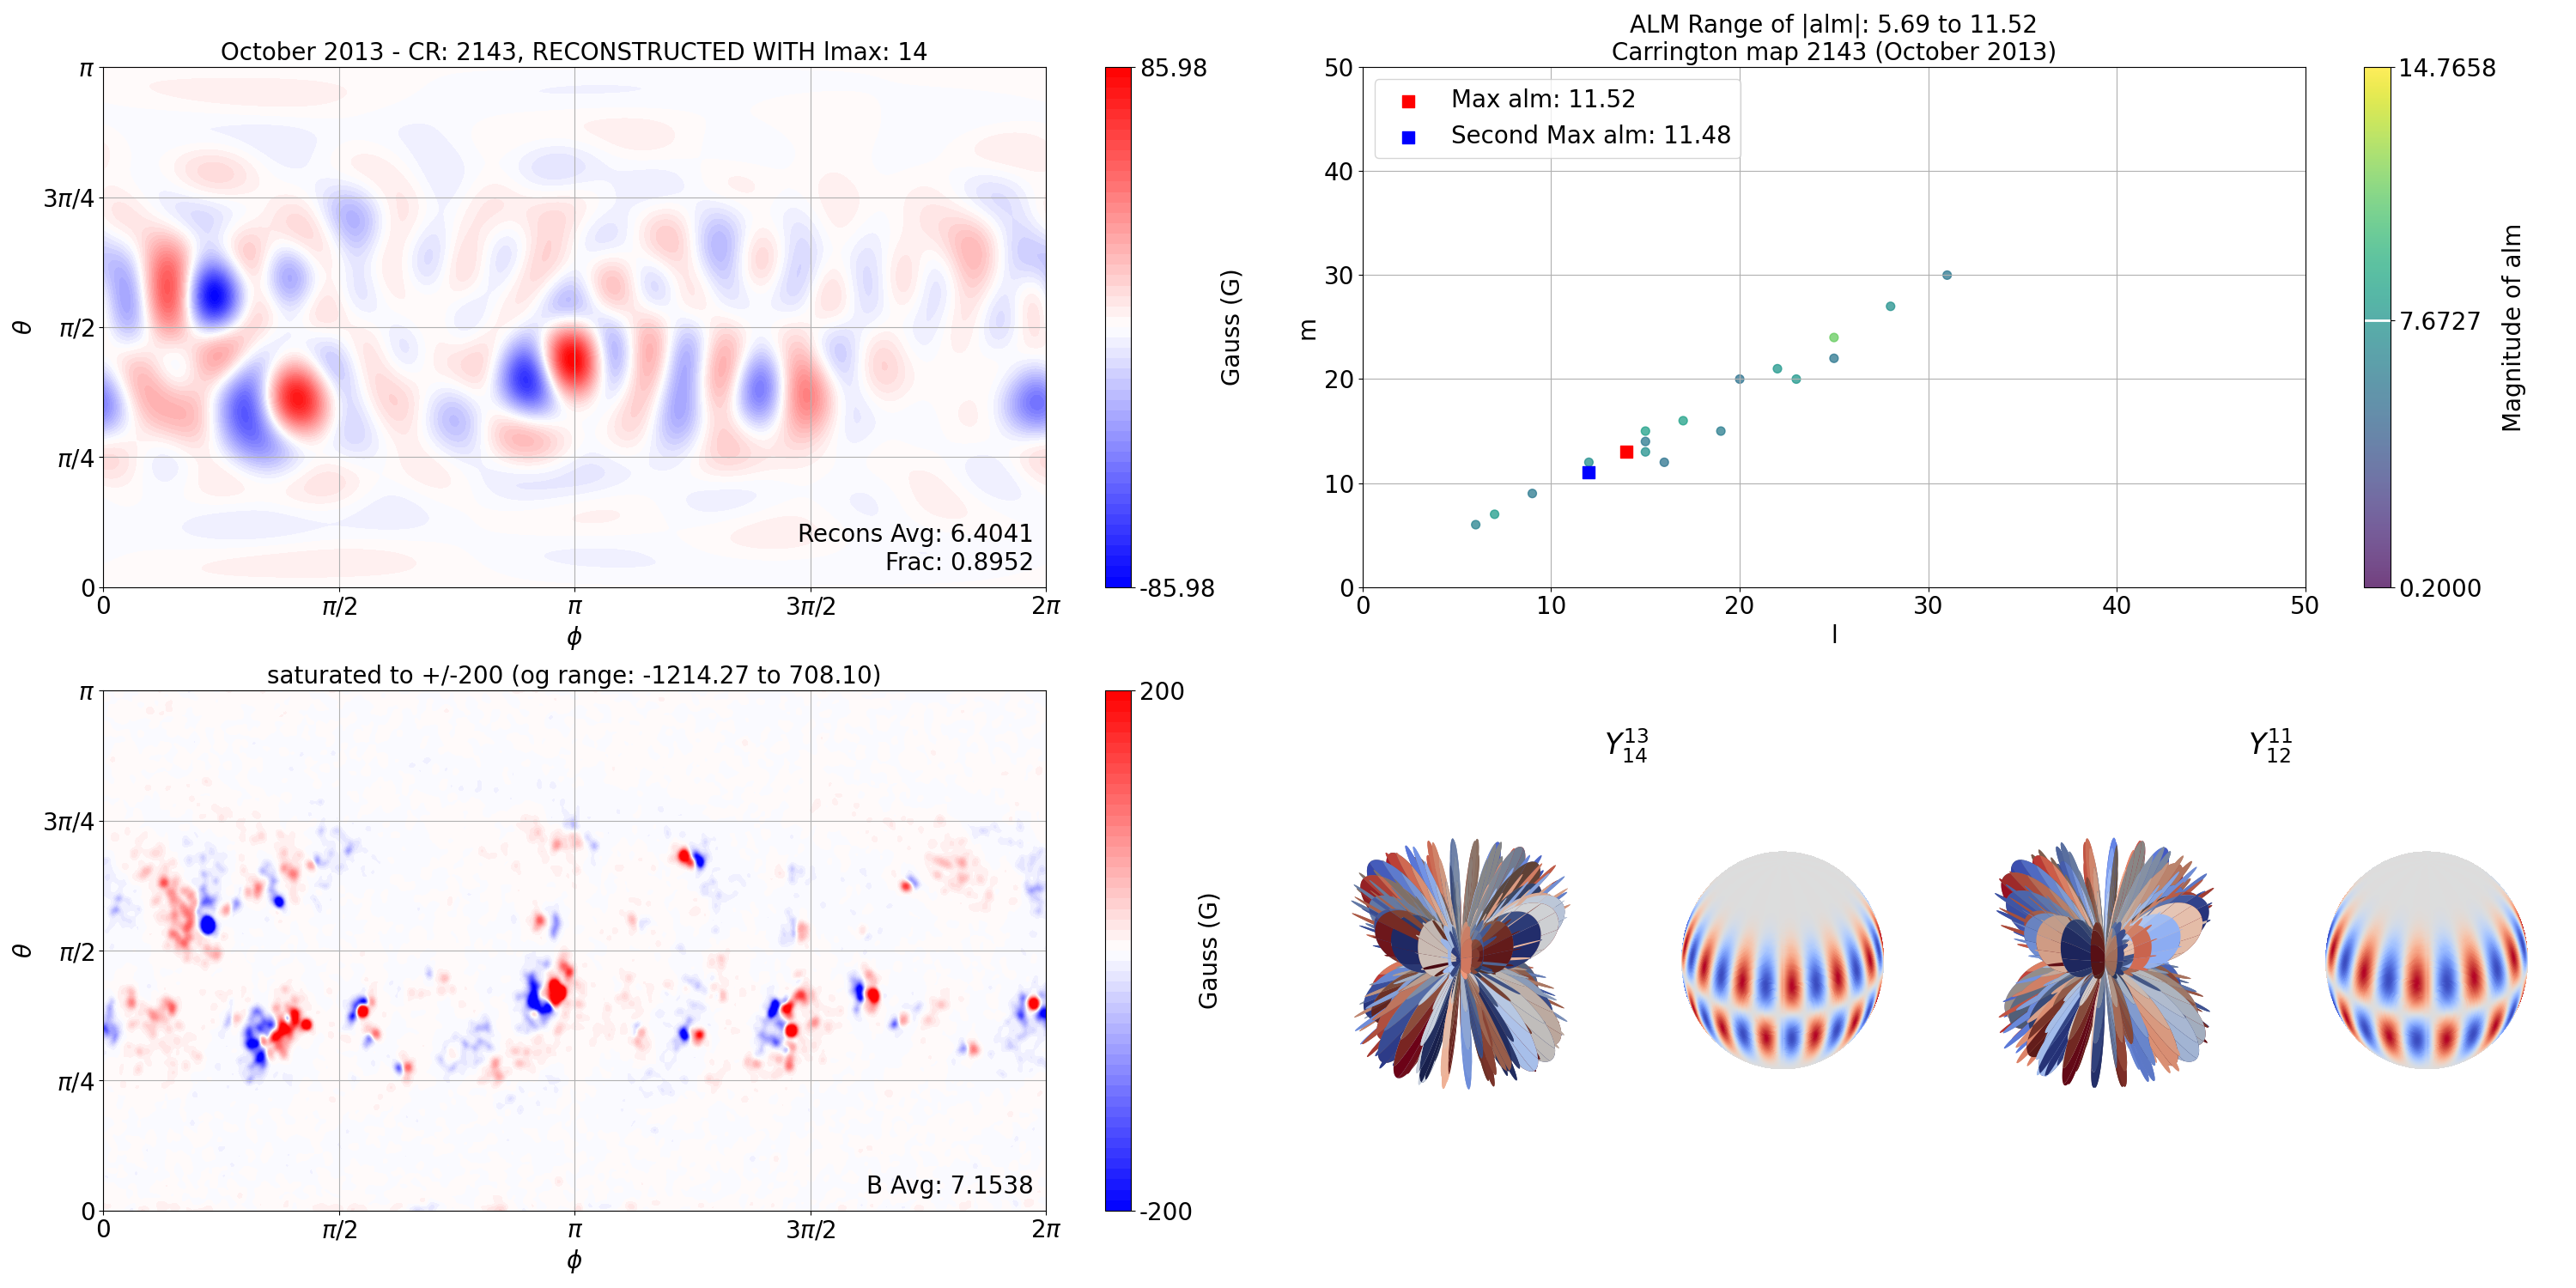 October 2013 - CR: 2143, RECONSTRUCTED WITH lmax: 14
π
3π/4
π/2
π/4
0
θ
0 π/2 π 3π/2 2π
ϕ
Recons Avg: 6.4041
Frac: 0.8952
85.98
-85.98
Gauss (G)
ALM Range of |alm|: 5.69 to 11.52
Carrington map 2143 (October 2013)
Max alm: 11.52
Second Max alm: 11.48
50
40
30
20
10
0
m
0 10 20 30 40 50
l
14.7658
7.6727
0.2000
Magnitude of alm
saturated to +/-200 (og range: -1214.27 to 708.10)
π
3π/4
π/2
π/4
0
θ
0 π/2 π 3π/2 2π
ϕ
B Avg: 7.1538
200
-200
Gauss (G)
Y₁₄¹³
Y₁₂¹¹